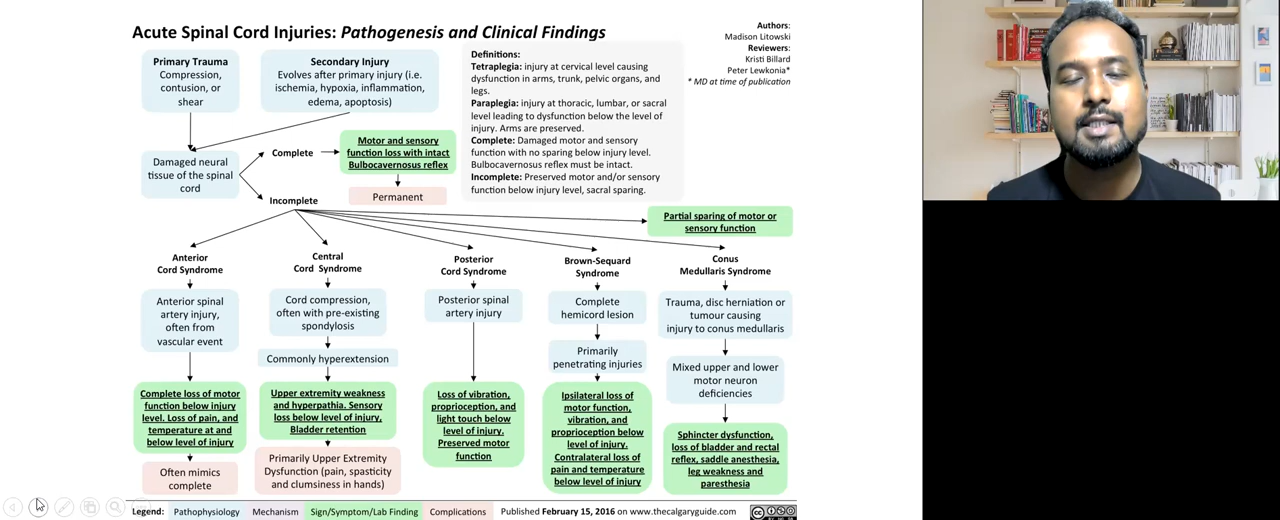 Acute Spinal Cord Injuries: Pathogenesis and Clinical Findings
Authors:
Madison Litowski
Reviewers:
Kristi Billard
Peter Lewkonia*
* MD at time of publication
Primary Trauma
Compression,
contusion, or
shear
Secondary Injury
Evolves after primary injury (i.e.
ischemia, hypoxia, inflammation,
edema, apoptosis)
Definitions:
Tetraplegia: injury at cervical level causing
dysfunction in arms, trunk, pelvic organs, and
legs.
Paraplegia: injury at thoracic, lumbar, or sacral
level leading to dysfunction below the level of
injury. Arms are preserved.
Complete: Damaged motor and sensory
function with no sparing below injury level.
Bulbocavernosus reflex must be intact.
Incomplete: Preserved motor and/or sensory
function below injury level, sacral sparing.
Damaged neural
tissue of the spinal
cord
Complete
Motor and sensory
function loss with intact
Bulbocavernosus reflex
Permanent
Incomplete
Partial sparing of motor or
sensory function
Anterior
Cord Syndrome
Anterior spinal
artery injury,
often from
vascular event
Complete loss of motor
function below injury
level. Loss of pain, and
temperature at and
below level of injury
Often mimics
complete
Central
Cord Syndrome
Cord compression,
often with pre-existing
spondylosis
Commonly hyperextension
Upper extremity weakness
and hyperpathia. Sensory
loss below level of injury,
Bladder retention
Primarily Upper Extremity
Dysfunction (pain, spasticity
and clumsiness in hands)
Posterior
Cord Syndrome
Posterior spinal
artery injury
Loss of vibration,
proprioception, and
light touch below
level of injury.
Preserved motor
function
Brown-Sequard
Syndrome
Complete
hemicord lesion
Primarily
penetrating injuries
Ipsilateral loss of
motor function,
vibration, and
proprioception below
level of injury.
Contralateral loss of
pain and temperature
below level of injury
Conus
Medullaris Syndrome
Trauma, disc herniation or
tumour causing
injury to conus medullaris
Mixed upper and lower
motor neuron
deficiencies
Sphincter dysfunction,
loss of bladder and rectal
reflex, saddle anesthesia,
leg weakness and
paresthesia
Legend: Pathophysiology Mechanism Sign/Symptom/Lab Finding Complications Published February 15, 2016 on www.thecalgaryguide.com